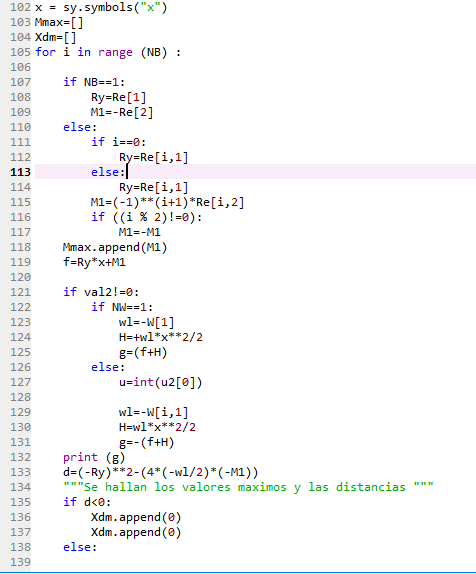 102 x = sy.symbols("x")
103 Mmax=[]
104 Xdm=[]
105 for i in range (NB) :
106
107     if NB==1:
108         Ry=Re[1]
109         M1=-Re[2]
110     else:
111         if i==0:
112             Ry=Re[i,1]
113         else:
114             Ry=Re[i,1]
115         M1=(-1)**(i+1)*Re[i,2]
116         if ((i % 2)!=0):
117             M1=-M1
118     Mmax.append(M1)
119     f=Ry*x+M1
120
121     if val2!=0:
122         if NW==1:
123             wl=-W[1]
124             H=+wl*x**2/2
125             g=(f+H)
126         else:
127             u=int(u2[0])
128
129             wl=-W[i,1]
130             H=wl*x**2/2
131             g=-(f+H)
132     print (g)
133     d=(-Ry)**2-(4*(-wl/2)*(-M1))
134     """Se hallan los valores maximos y las distancias """
135     if d<0:
136         Xdm.append(0)
137         Xdm.append(0)
138     else:
139